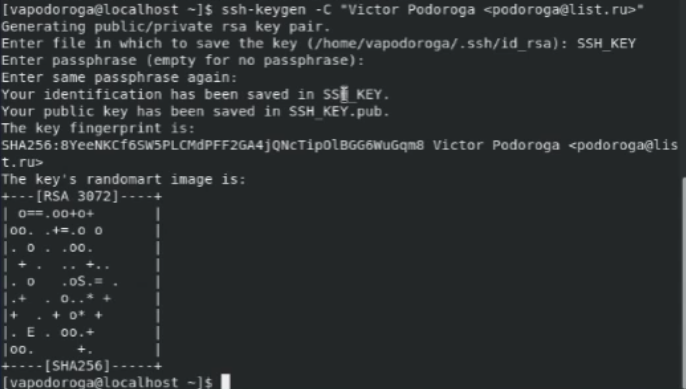 [vapodoroga@localhost ~]$ ssh-keygen -C "Victor Podoroga <podoroga@list.ru>"
Generating public/private rsa key pair.
Enter file in which to save the key (/home/vapodoroga/.ssh/id_rsa): SSH_KEY
Enter passphrase (empty for no passphrase):
Enter same passphrase again:
Your identification has been saved in SSH_KEY.
Your public key has been saved in SSH_KEY.pub.
The key fingerprint is:
SHA256:8YeeNKCf6SW5PLCMdPFF2GA4jQNcTipOlBGG6WuGqm8 Victor Podoroga <podoroga@lis
t.ru>
The key's randomart image is:
+---[RSA 3072]----+
| o==.oo+o+       |
|oo. .+=.o o      |
|. o . .oo.       |
| + .  .. +..     |
|. o   .oS.= .    |
|.+  . o..* +     |
|+  . + o* +      |
|. E . oo.+       |
|oo.     +.       |
+----[SHA256]-----+
[vapodoroga@localhost ~]$